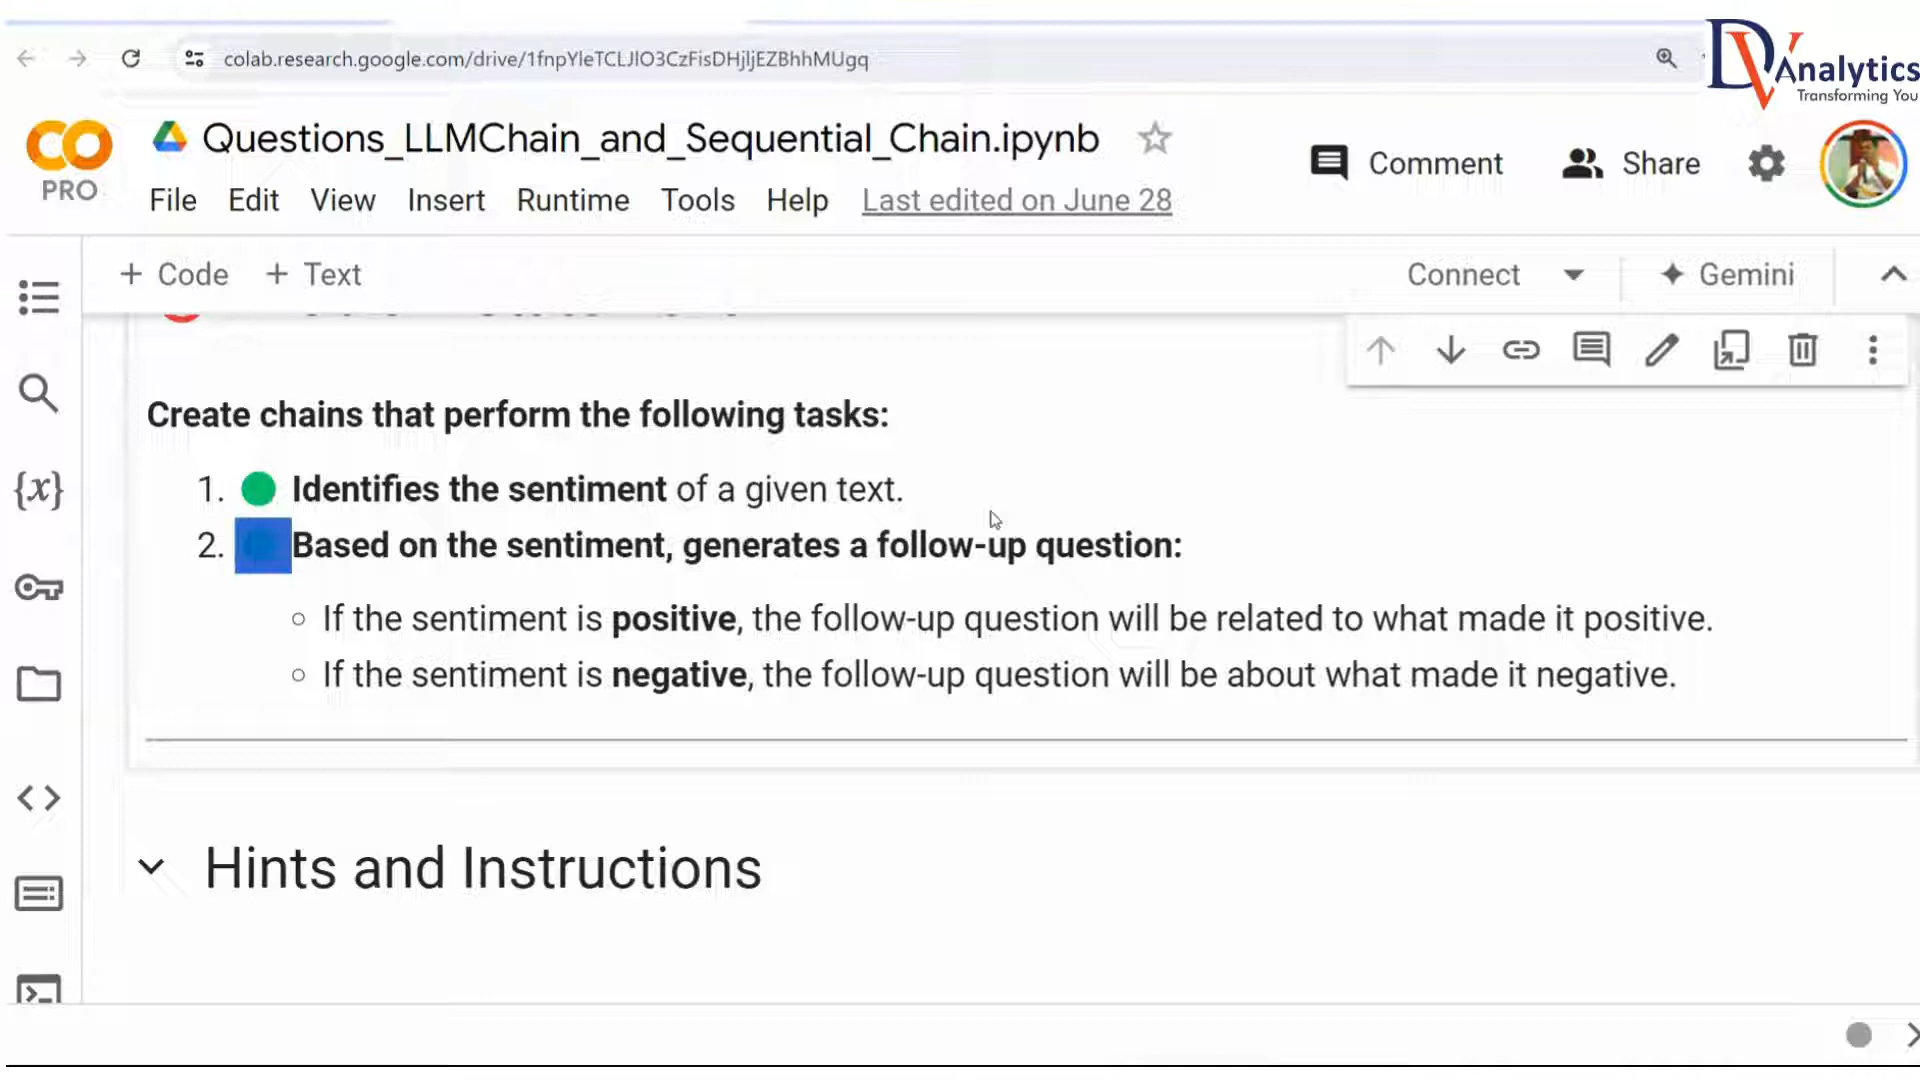 colab.research.google.com/drive/1fnpYleTCLJlO3CzFisDHjljEZBhhMUgq
DV Analytics
Transforming You
CO
PRO
Questions_LLMChain_and_Sequential_Chain.ipynb
Comment
Share
File Edit View Insert Runtime Tools Help Last edited on June 28
+ Code + Text
Connect
Gemini
Create chains that perform the following tasks:
1. Identifies the sentiment of a given text.
2. Based on the sentiment, generates a follow-up question:
If the sentiment is positive, the follow-up question will be related to what made it positive.
If the sentiment is negative, the follow-up question will be about what made it negative.
Hints and Instructions